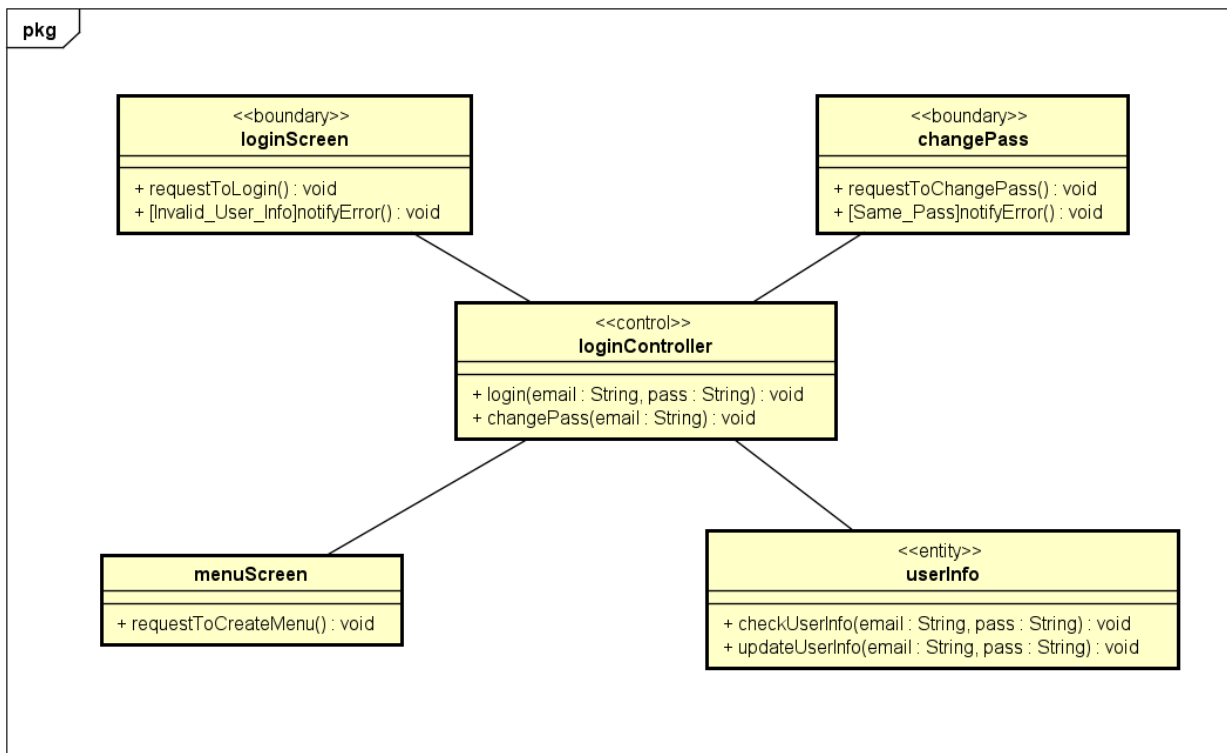 pkg
<<boundary>>
loginScreen
+ requestToLogin() : void
+ [Invalid_User_Info]notifyError() : void
<<boundary>>
changePass
+ requestToChangePass() : void
+ [Same_Pass]notifyError() : void
<<control>>
loginController
+ login(email : String, pass : String) : void
+ changePass(email : String) : void
menuScreen
+ requestToCreateMenu() : void
<<entity>>
userInfo
+ checkUserInfo(email : String, pass : String) : void
+ updateUserInfo(email : String, pass : String) : void